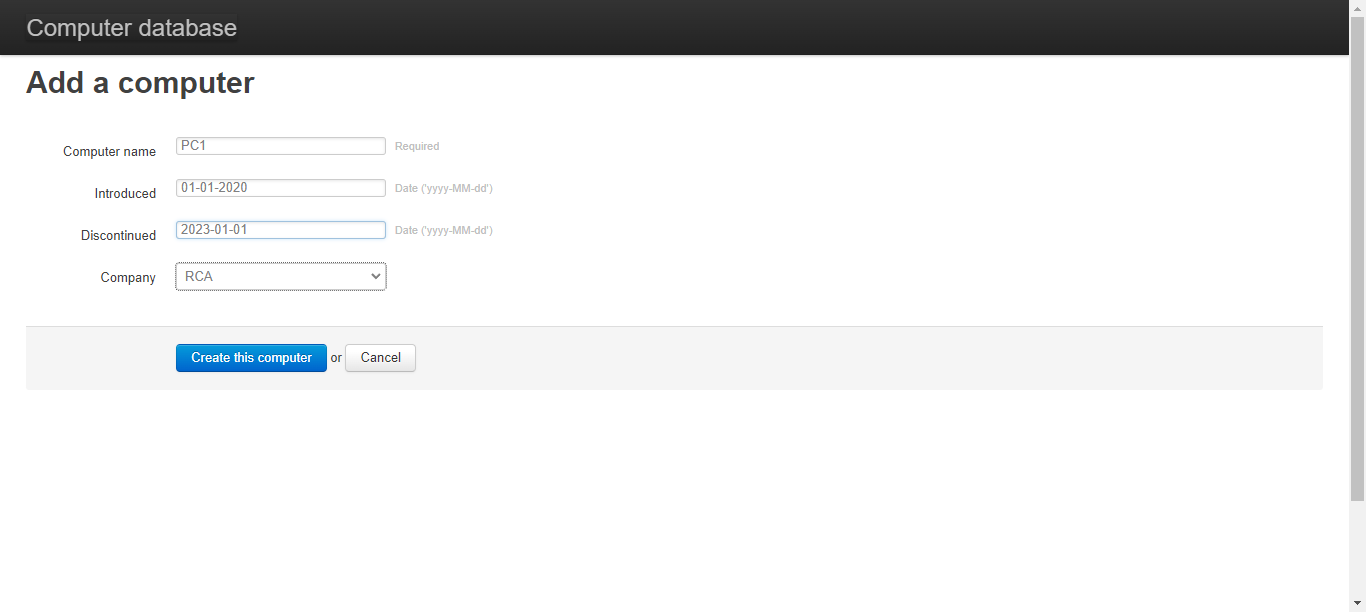 Computer database
Add a computer
Computer name PC1 Required
Introduced 01-01-2020 Date ('yyyy-MM-dd')
Discontinued 2023-01-01 Date ('yyyy-MM-dd')
Company RCA
Create this computer or Cancel